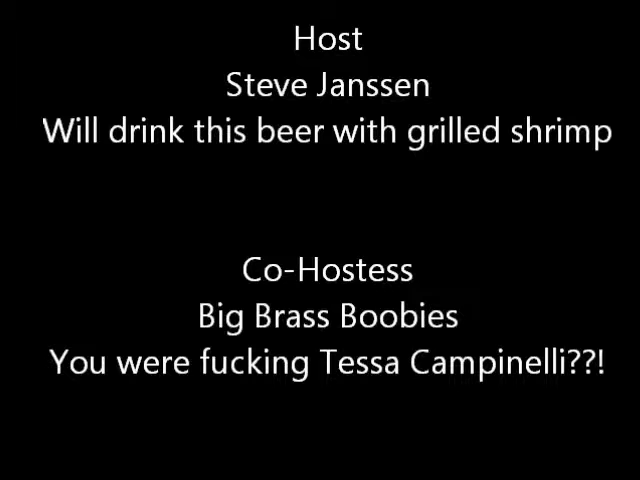 Host
Steve Janssen
Will drink this beer with grilled shrimp
Co-Hostess
Big Brass Boobies
You were fucking Tessa Campinelli??!